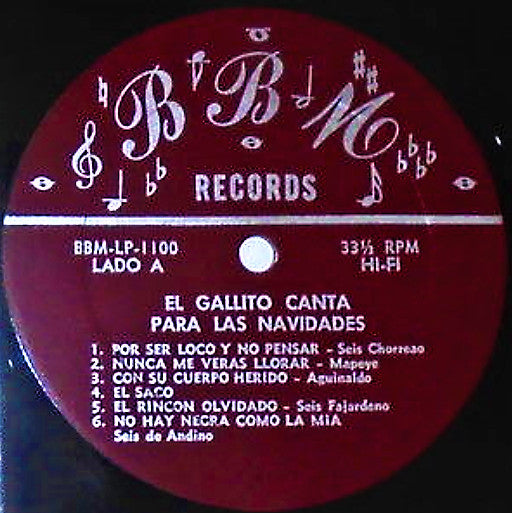 BBM
RECORDS
BBM-LP-1100 33⅓ RPM
LADO A HI-FI
EL GALLITO CANTA
PARA LAS NAVIDADES
1. POR SER LOCO Y NO PENSAR - Seis Chorreao
2. NUNCA ME VERAS LLORAR - Mapeye
3. CON SU CUERPO HERIDO - Aguinaldo
4. EL SACO
5. EL RINCON OLVIDADO - Seis Fajardeno
6. NO HAY NEGRA COMO LA MIA
Seis de Andino